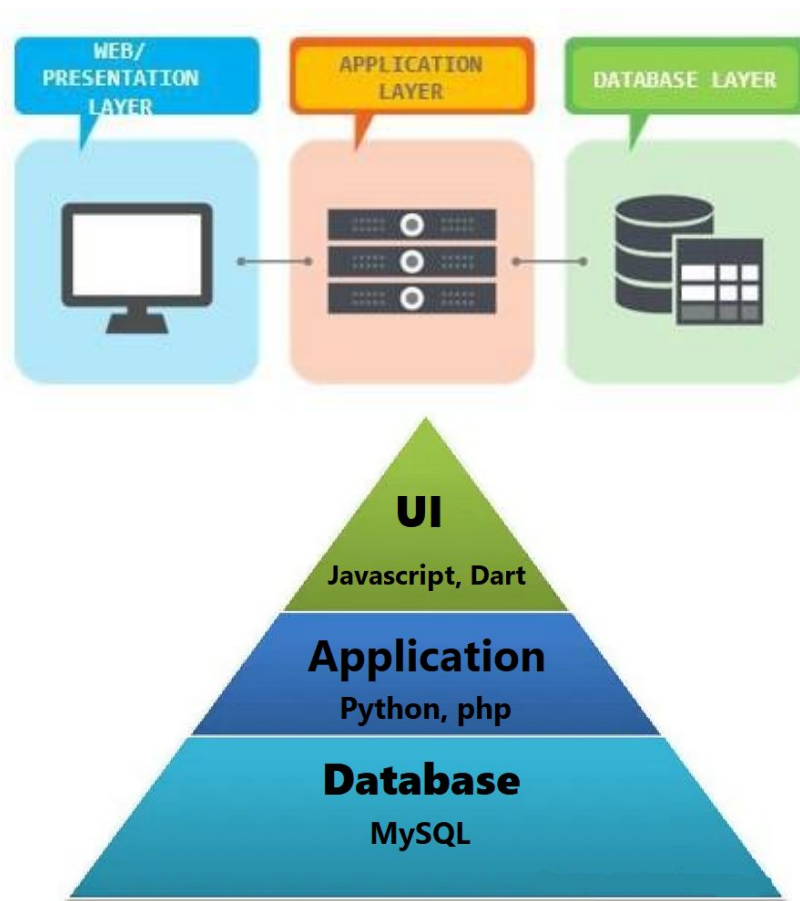 WEB/
PRESENTATION
LAYER
APPLICATION
LAYER
DATABASE LAYER
UI
Javascript, Dart
Application
Python, php
Database
MySQL